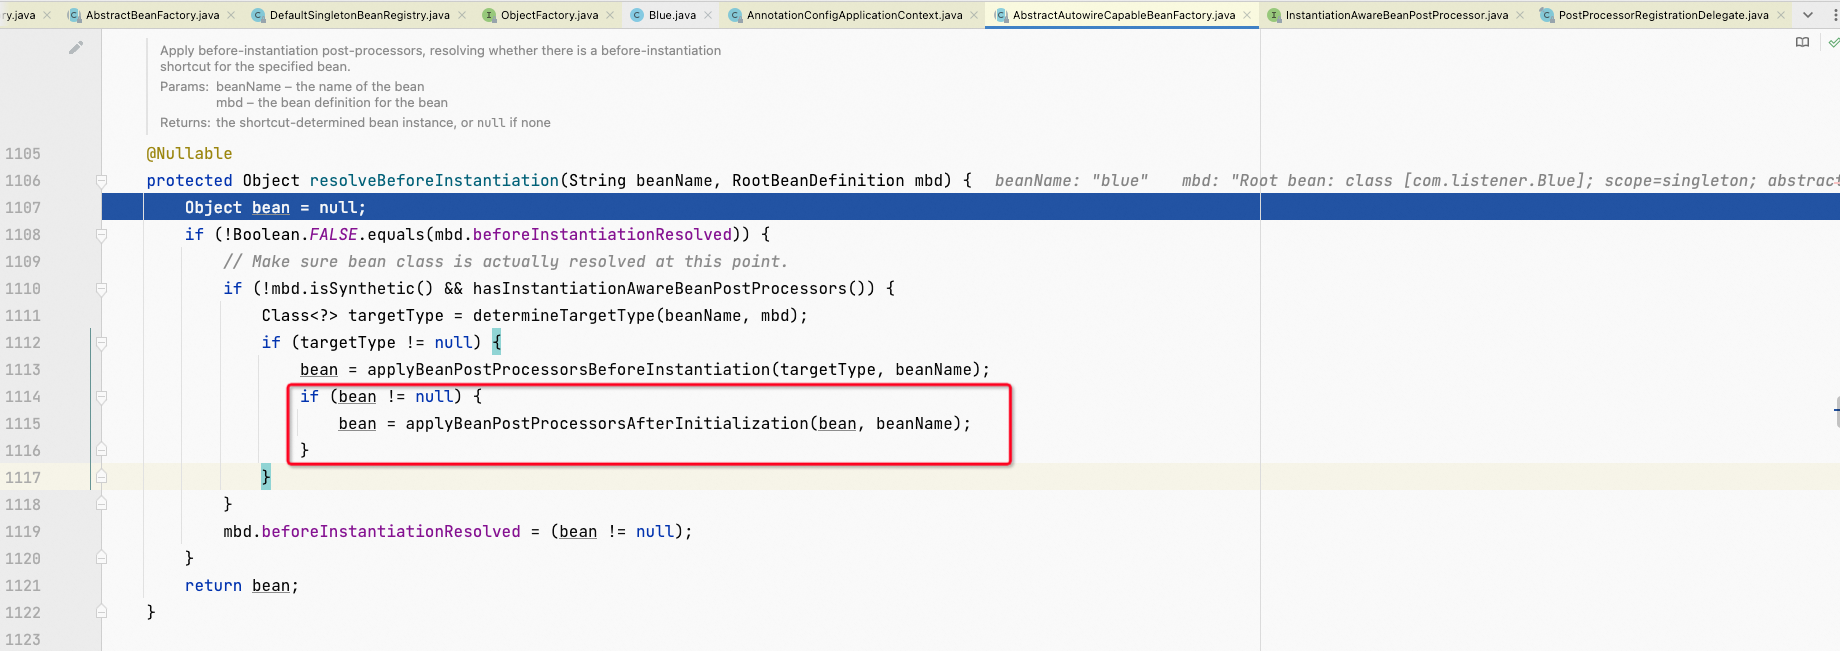 ry.java AbstractBeanFactory.java DefaultSingletonBeanRegistry.java ObjectFactory.java Blue.java AnnotationConfigApplicationContext.java AbstractAutowireCapableBeanFactory.java InstantiationAwareBeanPostProcessor.java PostProcessorRegistrationDelegate.java
Apply before-instantiation post-processors, resolving whether there is a before-instantiation
shortcut for the specified bean.
Params: beanName – the name of the bean
mbd – the bean definition for the bean
Returns: the shortcut-determined bean instance, or null if none
1105 @Nullable
1106 protected Object resolveBeforeInstantiation(String beanName, RootBeanDefinition mbd) { beanName: "blue" mbd: "Root bean: class [com.listener.Blue]; scope=singleton; abstract
1107 Object bean = null;
1108 if (!Boolean.FALSE.equals(mbd.beforeInstantiationResolved)) {
1109 // Make sure bean class is actually resolved at this point.
1110 if (!mbd.isSynthetic() && hasInstantiationAwareBeanPostProcessors()) {
1111 Class<?> targetType = determineTargetType(beanName, mbd);
1112 if (targetType != null) {
1113 bean = applyBeanPostProcessorsBeforeInstantiation(targetType, beanName);
1114 if (bean != null) {
1115 bean = applyBeanPostProcessorsAfterInitialization(bean, beanName);
1116 }
1117 }
1118 }
1119 mbd.beforeInstantiationResolved = (bean != null);
1120 }
1121 return bean;
1122 }
1123